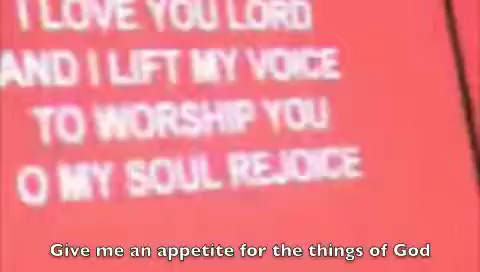 I LOVE YOU LORD
AND I LIFT MY VOICE
TO WORSHIP YOU
O MY SOUL REJOICE
Give me an appetite for the things of God